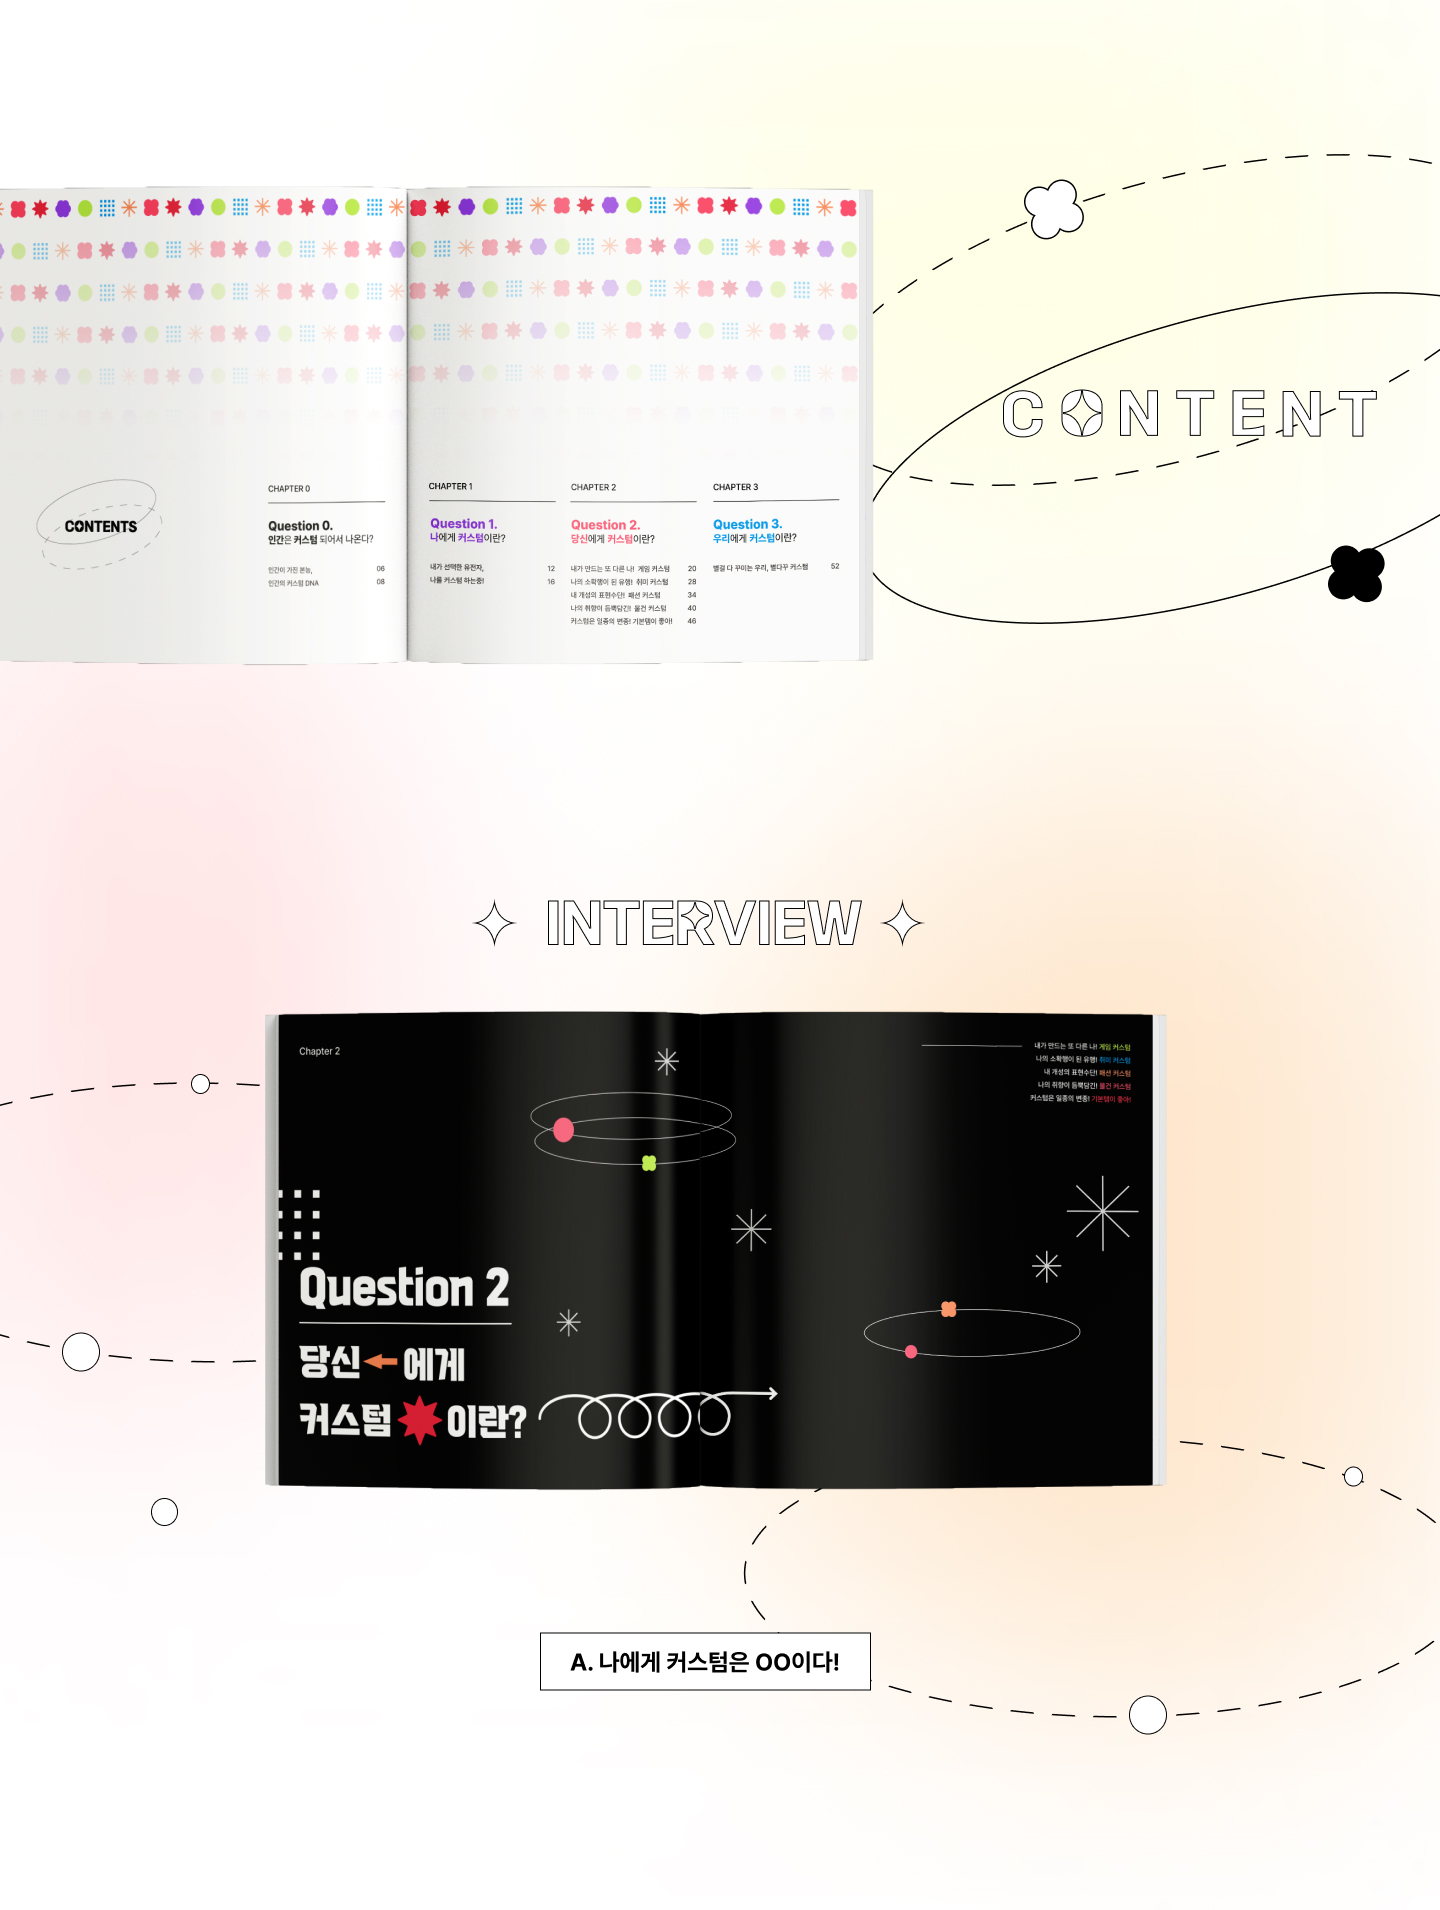 CONTENT
CONTENTS
CHAPTER 0
Question 0.
인간은 커스텀 되어서 나온다?
인간이 가진 본능, 06
인간의 커스텀 DNA 08
CHAPTER 1
Question 1.
나에게 커스텀이란?
내가 선택한 유전자, 12
나를 커스텀 하는중! 16
CHAPTER 2
Question 2.
당신에게 커스텀이란?
내가 만드는 또 다른 나! 게임 커스텀 20
나의 소확행이 된 유행! 취미 커스텀 28
내 개성의 표현수단! 패션 커스텀 34
나의 취향이 듬뿍담긴! 물건 커스텀 40
커스텀은 일종의 변종! 기본템이 좋아! 46
CHAPTER 3
Question 3.
우리에게 커스텀이란?
별걸 다 꾸미는 우리, 별다꾸 커스텀 52
INTERVIEW
Chapter 2
내가 만드는 또 다른 나! 게임 커스텀
나의 소확행이 된 유행! 취미 커스텀
내 개성의 표현수단! 패션 커스텀
나의 취향이 듬뿍담긴! 물건 커스텀
커스텀은 일종의 변종! 기본템이 좋아!
Question 2
당신에게
커스텀이란?
A. 나에게 커스텀은 OO이다!